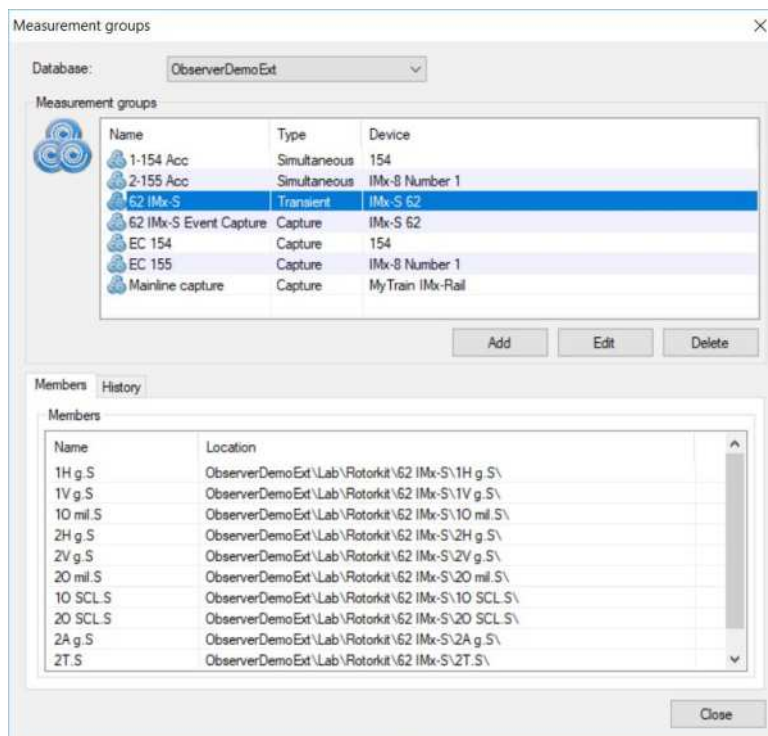 Measurement groups
Database: ObserverDemoExt
Measurement groups
Name Type Device
1-154 Acc Simultaneous 154
2-155 Acc Simultaneous IMx-8 Number 1
62 IMx-S Transient IMx-S 62
62 IMx-S Event Capture Capture IMx-S 62
EC 154 Capture 154
EC 155 Capture IMx-8 Number 1
Mainline capture Capture MyTrain IMx-Rail
Add Edit Delete
Members History
Members
Name Location
1H g.S ObserverDemoExt\Lab\Rotorkit\62 IMx-S\1H g.S\
1V g.S ObserverDemoExt\Lab\Rotorkit\62 IMx-S\1V g.S\
1O mil.S ObserverDemoExt\Lab\Rotorkit\62 IMx-S\1O mil.S\
2H g.S ObserverDemoExt\Lab\Rotorkit\62 IMx-S\2H g.S\
2V g.S ObserverDemoExt\Lab\Rotorkit\62 IMx-S\2V g.S\
2O mil.S ObserverDemoExt\Lab\Rotorkit\62 IMx-S\2O mil.S\
1O SCL.S ObserverDemoExt\Lab\Rotorkit\62 IMx-S\1O SCL.S\
2O SCL.S ObserverDemoExt\Lab\Rotorkit\62 IMx-S\2O SCL.S\
2A g.S ObserverDemoExt\Lab\Rotorkit\62 IMx-S\2A g.S\
2T.S ObserverDemoExt\Lab\Rotorkit\62 IMx-S\2T.S\
Close